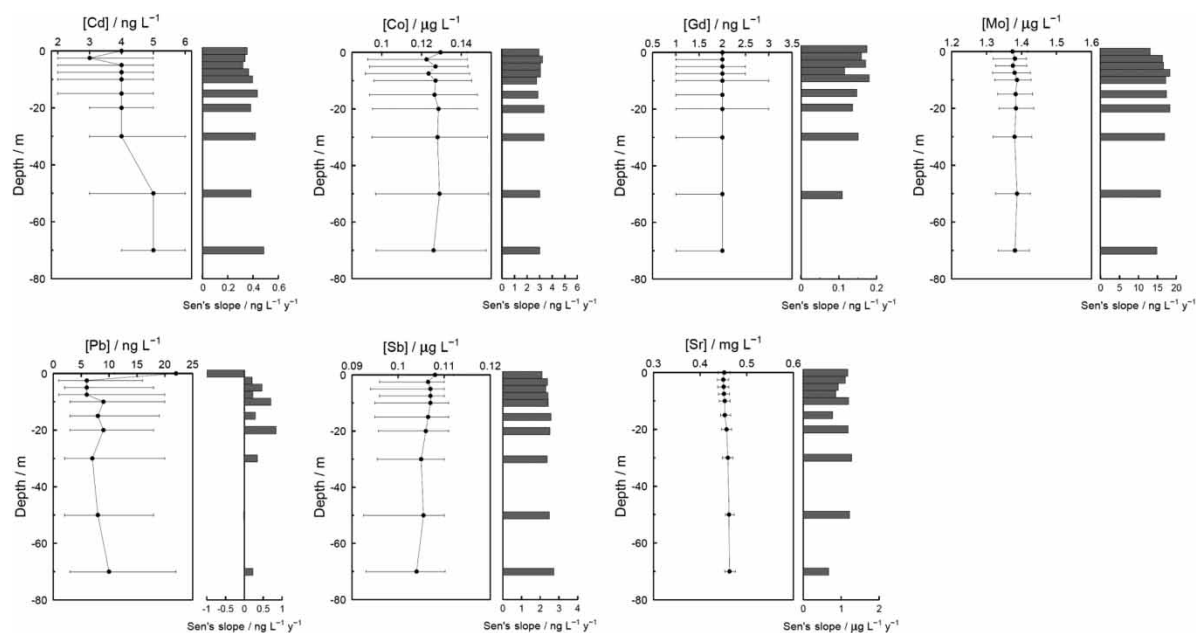 [Cd] / ng L⁻¹
2 3 4 5 6
0
-20
-40
-60
-80
Depth / m
0 0.2 0.4 0.6
Sen's slope / ng L⁻¹ y⁻¹
[Co] / µg L⁻¹
0.1 0.12 0.14
0
-20
-40
-60
-80
Depth / m
0 1 2 3 4 5 6
Sen's slope / ng L⁻¹ y⁻¹
[Gd] / ng L⁻¹
0.5 1 1.5 2 2.5 3 3.5
0
-20
-40
-60
-80
Depth / m
0 0.1 0.2
Sen's slope / ng L⁻¹ y⁻¹
[Mo] / µg L⁻¹
1.2 1.3 1.4 1.5 1.6
0
-20
-40
-60
-80
Depth / m
0 5 10 15 20
Sen's slope / ng L⁻¹ y⁻¹
[Pb] / ng L⁻¹
0 5 10 15 20 25
0
-20
-40
-60
-80
Depth / m
-1 -0.5 0 0.5 1
Sen's slope / ng L⁻¹ y⁻¹
[Sb] / µg L⁻¹
0.09 0.1 0.11 0.12
0
-20
-40
-60
-80
Depth / m
0 1 2 3 4
Sen's slope / ng L⁻¹ y⁻¹
[Sr] / mg L⁻¹
0.3 0.4 0.5 0.6
0
-20
-40
-60
-80
Depth / m
0 1 2
Sen's slope / µg L⁻¹ y⁻¹